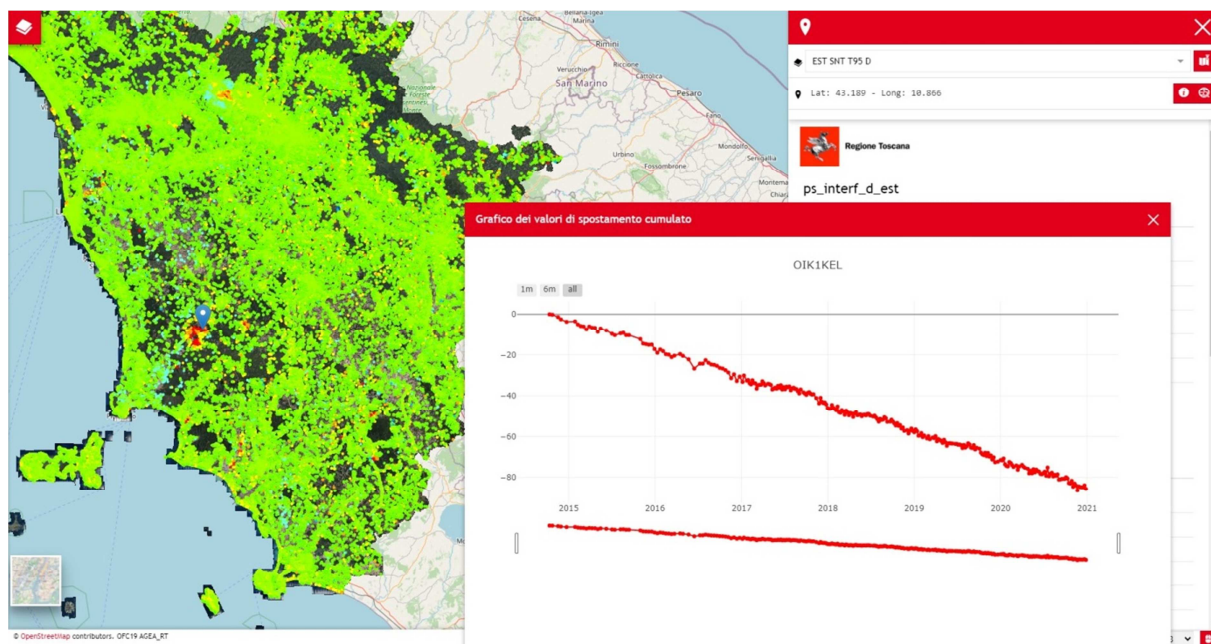 Cesena
Bellaria-Igea
Marina
Rimini
Verucchio
Riccione
Cattolica
San Marino
Pesaro
Fano
Urbino
Mondolfo
Fossombrone
Senigallia
EST SNT T95 D
Lat: 43.189 - Long: 10.866
Regione Toscana
ps_interf_d_est
Grafico dei valori di spostamento cumulato
OIK1KEL
1m 6m all
0
−20
−40
−60
−80
2015 2016 2017 2018 2019 2020 2021
© OpenStreetMap contributors. OFC19 AGEA_RT